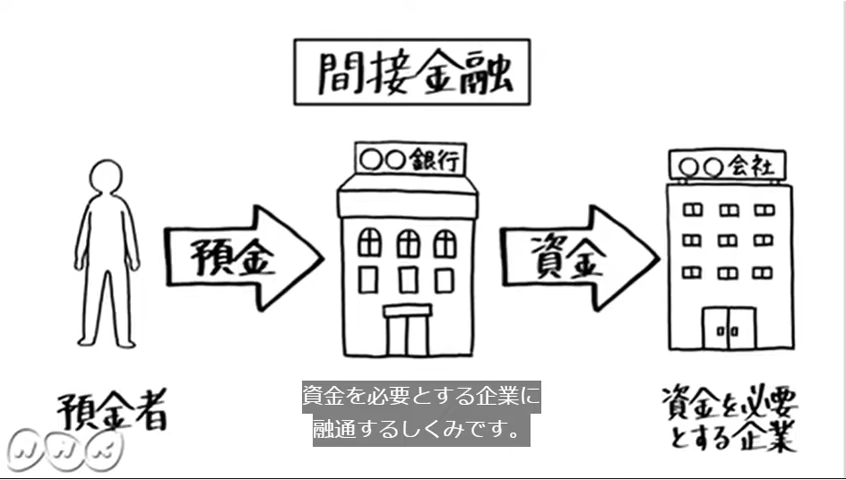 間接金融
○○銀行
○○会社
預金
資金
預金者
資金を必要とする企業に
融通するしくみです。
資金を必要
とする企業
NHK